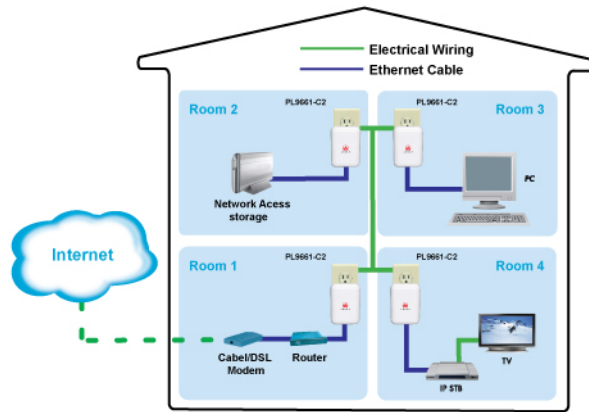 Electrical Wiring
Ethernet Cable
Room 2
PL9661-C2
PL9661-C2
Room 3
Network Acess
storage
PC
Internet
Room 1
PL9661-C2
PL9661-C2
Room 4
Cabel/DSL
Modem
Router
IP STB
TV